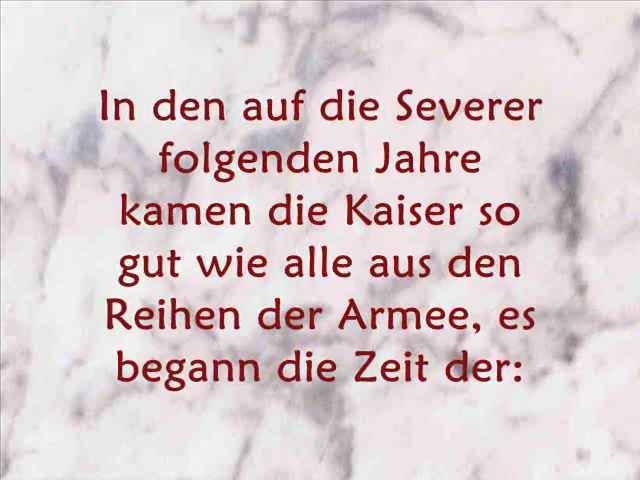 In den auf die Severer
folgenden Jahre
kamen die Kaiser so
gut wie alle aus den
Reihen der Armee, es
begann die Zeit der: